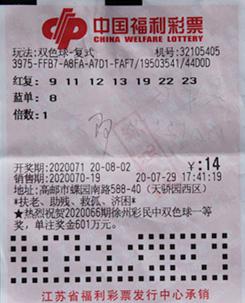 中国福利彩票
CHINA WELFARE LOTTERY
玩法:双色球-复式 机号:32105405
3975-FFB7-A8FA-A7D1-FAF7/19503541/44D0D
红复: 9 11 12 13 19 22 23
蓝单: 8
倍数: 1
开奖期:2020071 20-08-02 ¥:14
销售期:2020070-19 20-07-29 17:41:19
地址:高邮市蝶园南路588-40 (天骄园西区)
*扶老、助残、救孤、济困*
★热烈祝贺2020066期徐州彩民中双色球一等
奖,单注奖金601万元。
江苏省福利彩票发行中心承销